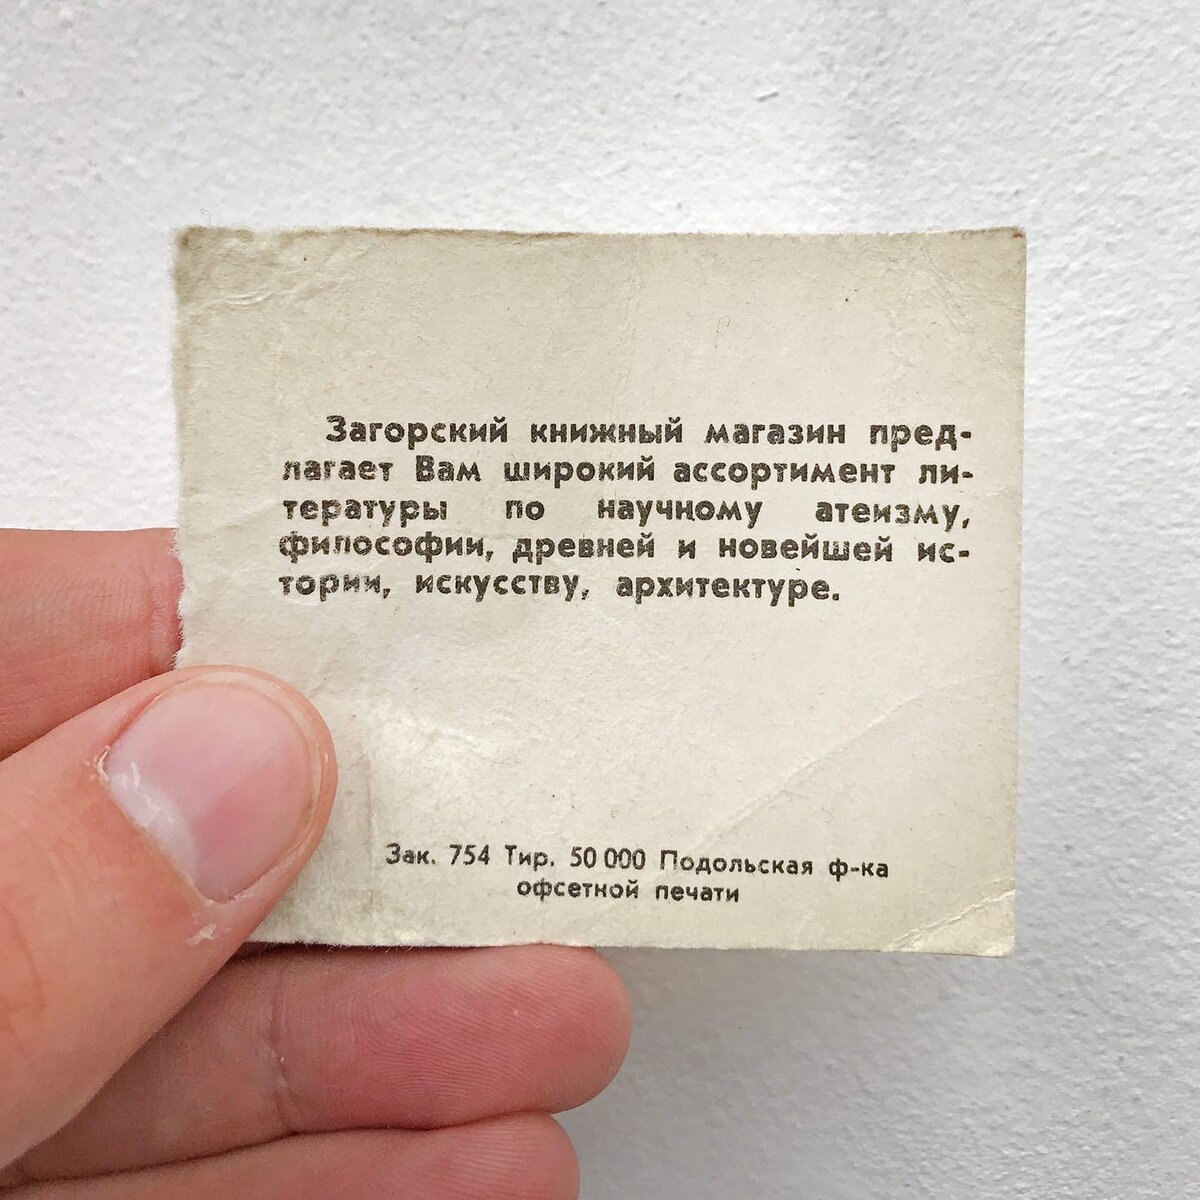 Загорский книжный магазин пред-
лагает Вам широкий ассортимент ли-
тературы по научному атеизму,
философии, древней и новейшей ис-
тории, искусству, архитектуре.
Зак. 754 Тир. 50 000 Подольская ф-ка
офсетной печати